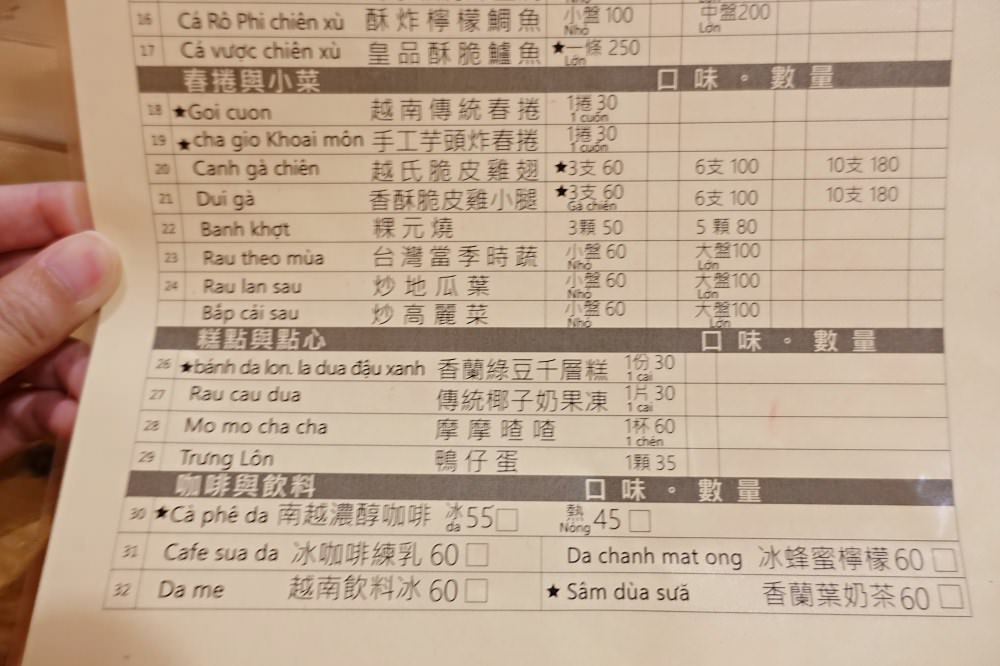 16 Cá Rô Phi chiên xù 酥炸檸檬鯛魚 小盤100 中盤200
Nhỏ Lớn
17 Cá vược chiên xù 皇品酥脆鱸魚 ★一條 250
Lớn
春捲與小菜 口味。數量
18 ★Goi cuon 越南傳統春捲 1捲 30
1 cuốn
19 ★cha gio Khoai môn 手工芋頭炸春捲 1捲 30
1 cuốn
20 Canh gà chiên 越氏脆皮雞翅 ★3支 60 6支 100 10支 180
21 Dui gà 香酥脆皮雞小腿 ★3支 60 6支 100 10支 180
Gà chiên
22 Banh khợt 粿元燒 3顆 50 5 顆 80
23 Rau theo mùa 台灣當季時蔬 小盤 60 大盤100
Nhỏ Lớn
24 Rau lan sau 炒地瓜葉 小盤 60 大盤100
Nhỏ Lớn
Bắp cải sau 炒高麗菜 小盤 60 大盤100
Nhỏ Lớn
糕點與點心 口味。數量
26 ★bánh da lon. la dua đậu xanh 香蘭綠豆千層糕 1份 30
1 cai
27 Rau cau dua 傳統椰子奶果凍 1片 30
1 cai
28 Mo mo cha cha 摩摩喳喳 1杯 60
1 chén
29 Trưng Lôn 鴨仔蛋 1顆 35
咖啡與飲料 口味。數量
30 ★Cà phê da 南越濃醇咖啡 冰 55□ 熱 45□
da Nóng
31 Cafe sua da 冰咖啡練乳 60 □ Da chanh mat ong 冰蜂蜜檸檬60 □
32 Da me 越南飲料冰 60 □ ★ Sâm dùa sưã 香蘭葉奶茶60 □